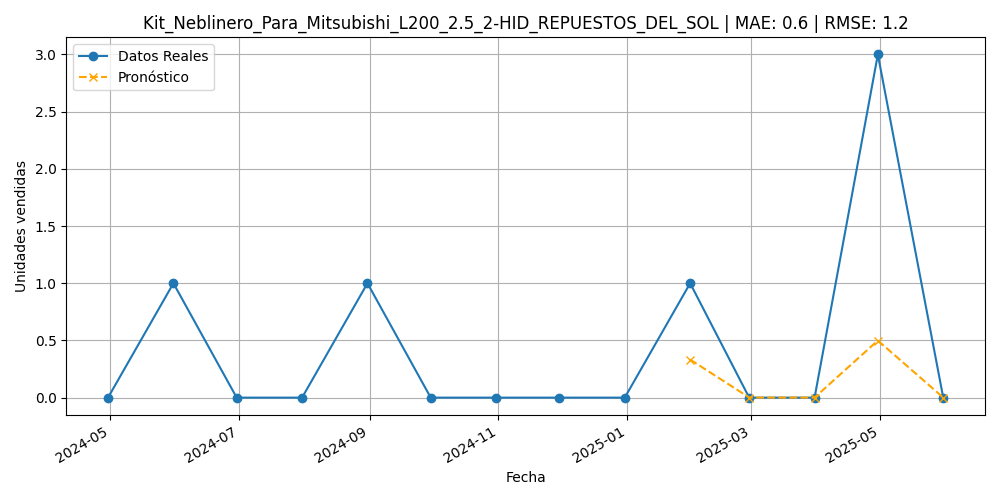 Kit_Neblinero_Para_Mitsubishi_L200_2.5_2-HID_REPUESTOS_DEL_SOL | MAE: 0.6 | RMSE: 1.2
Datos Reales
Pronóstico
Unidades vendidas
3.0
2.5
2.0
1.5
1.0
0.5
0.0
2024-05
2024-07
2024-09
2024-11
2025-01
2025-03
2025-05
Fecha